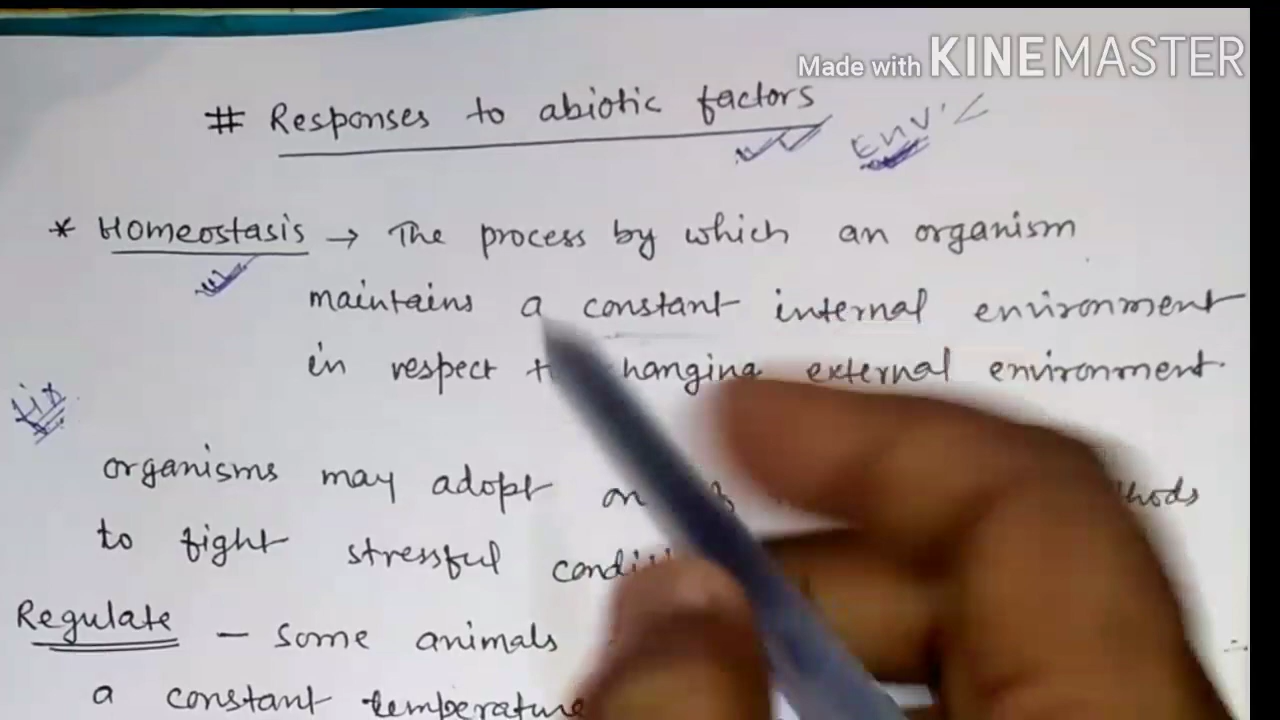 Made with KINEMASTER
# Responses to abiotic factors
Env'
* Homeostasis → The process by which an organism
maintains a constant internal environment
in respect hanging external environment.
fix
organisms may adopt
to fight stressful
Regulate - Some animals
a constant temperature